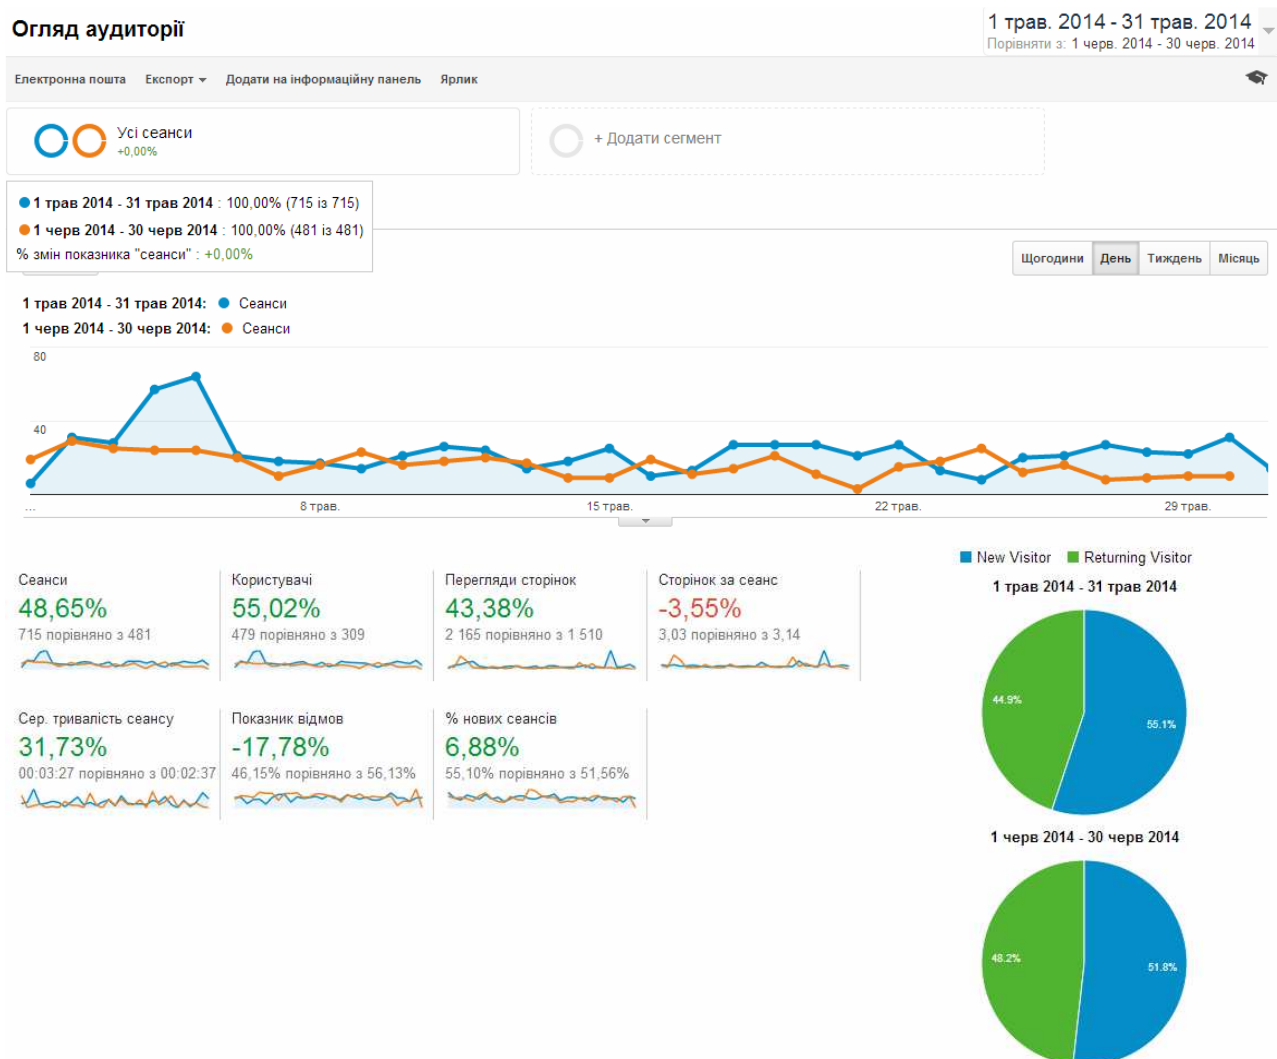 Огляд аудиторії
1 трав. 2014 - 31 трав. 2014
Порівняти з: 1 черв. 2014 - 30 черв. 2014
Електронна пошта Експорт Додати на інформаційну панель Ярлик
Усі сеанси
+0,00%
+ Додати сегмент
1 трав 2014 - 31 трав 2014 : 100,00% (715 із 715)
1 черв 2014 - 30 черв 2014 : 100,00% (481 із 481)
% змін показника "сеанси" : +0,00%
Щогодини День Тиждень Місяць
1 трав 2014 - 31 трав 2014: Сеанси
1 черв 2014 - 30 черв 2014: Сеанси
80
40
... 8 трав. 15 трав. 22 трав. 29 трав.
New Visitor Returning Visitor
1 трав 2014 - 31 трав 2014
44.9%
55.1%
1 черв 2014 - 30 черв 2014
48.2%
51.8%
Сеанси
48,65%
715 порівняно з 481
Користувачі
55,02%
479 порівняно з 309
Перегляди сторінок
43,38%
2 165 порівняно з 1 510
Сторінок за сеанс
-3,55%
3,03 порівняно з 3,14
Сер. тривалість сеансу
31,73%
00:03:27 порівняно з 00:02:37
Показник відмов
-17,78%
46,15% порівняно з 56,13%
% нових сеансів
6,88%
55,10% порівняно з 51,56%